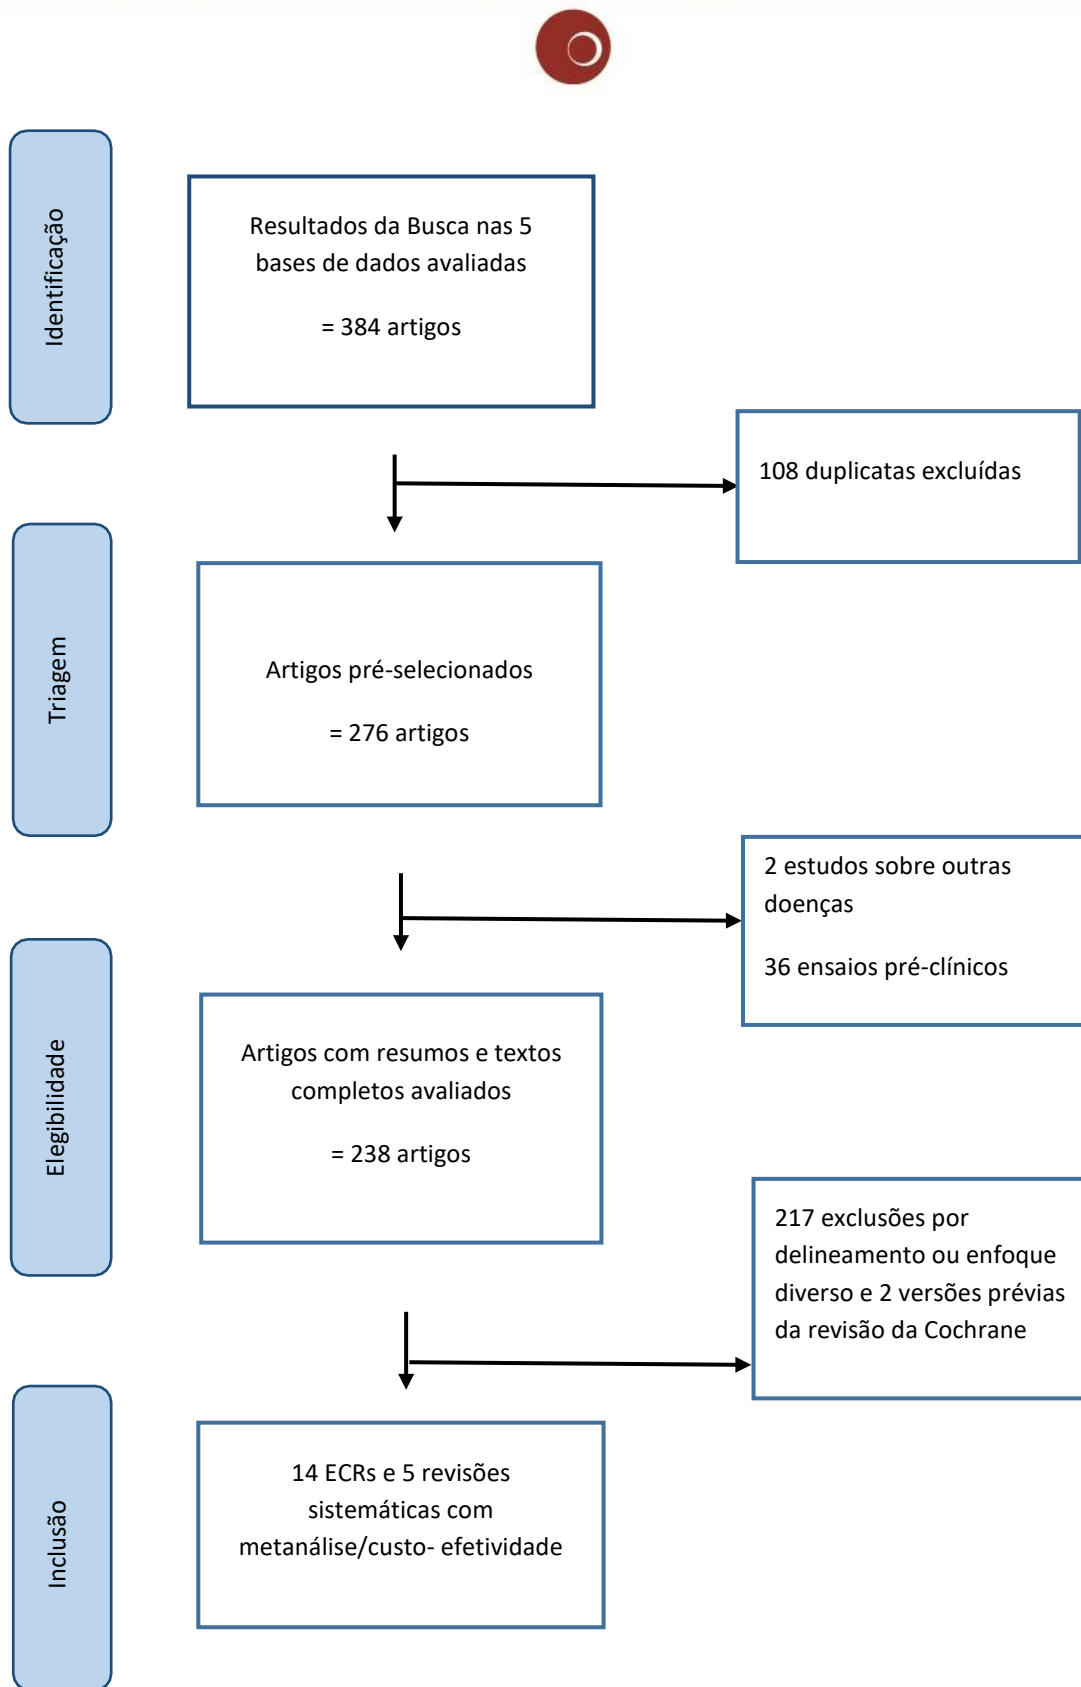 Identificação
Resultados da Busca nas 5
bases de dados avaliadas
= 384 artigos
108 duplicatas excluídas
Triagem
Artigos pré-selecionados
= 276 artigos
2 estudos sobre outras
doenças
36 ensaios pré-clínicos
Elegibilidade
Artigos com resumos e textos
completos avaliados
= 238 artigos
217 exclusões por
delineamento ou enfoque
diverso e 2 versões prévias
da revisão da Cochrane
Inclusão
14 ECRs e 5 revisões
sistemáticas com
metanálise/custo- efetividade